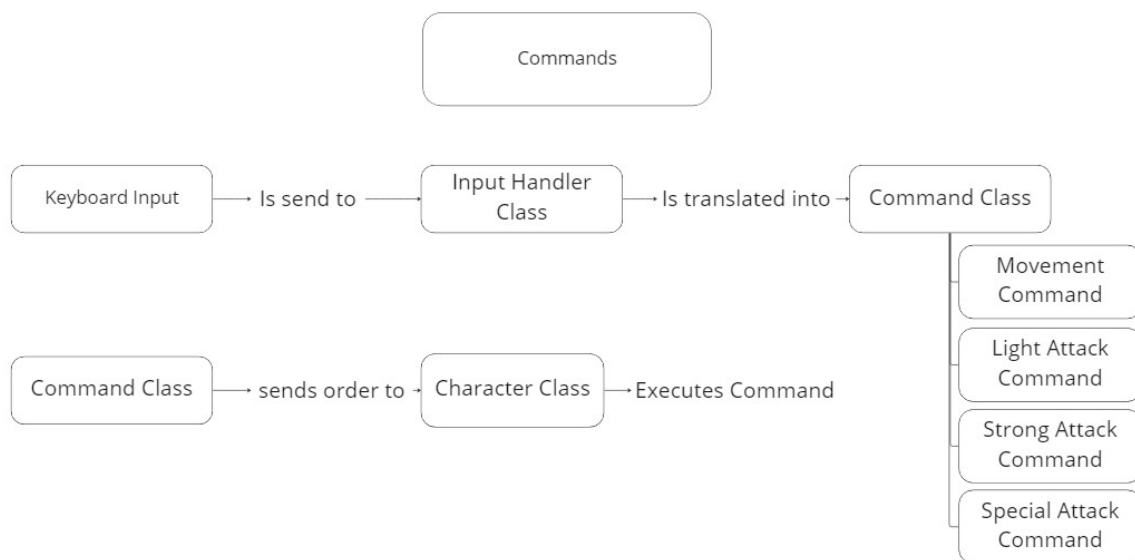 Commands
Keyboard Input
Is send to
Input Handler
Class
Is translated into
Command Class
Movement
Command
Light Attack
Command
Strong Attack
Command
Special Attack
Command
Command Class
sends order to
Character Class
Executes Command